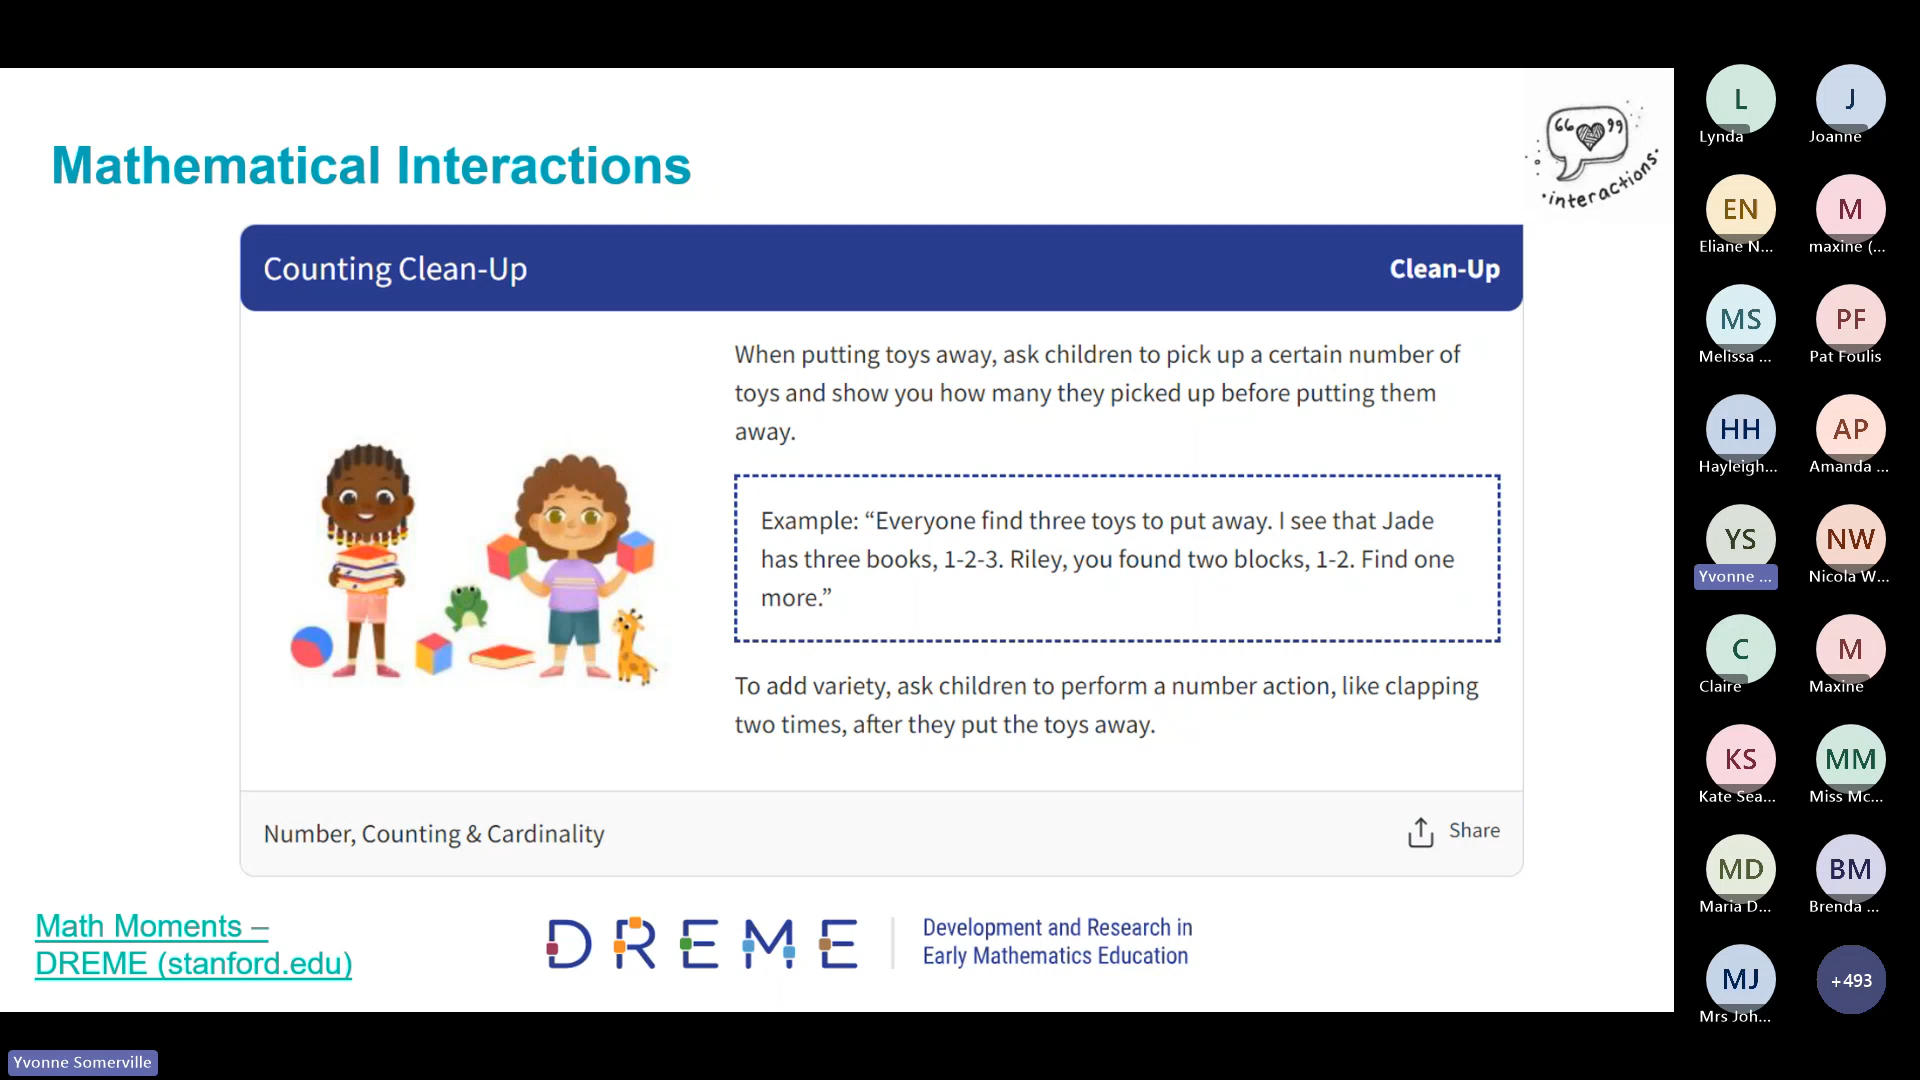 Mathematical Interactions
“ ”
·interactions·
Counting Clean-Up
Clean-Up
When putting toys away, ask children to pick up a certain number of
toys and show you how many they picked up before putting them
away.
Example: “Everyone find three toys to put away. I see that Jade
has three books, 1-2-3. Riley, you found two blocks, 1-2. Find one
more.”
To add variety, ask children to perform a number action, like clapping
two times, after they put the toys away.
Number, Counting & Cardinality
Share
Math Moments –
DREME (stanford.edu)
DREME
Development and Research in
Early Mathematics Education
L
Lynda
J
Joanne
EN
Eliane N...
M
maxine (...
MS
Melissa ...
PF
Pat Foulis
HH
Hayleigh...
AP
Amanda ...
YS
Yvonne ...
NW
Nicola W...
C
Claire
M
Maxine
KS
Kate Sea...
MM
Miss Mc...
MD
Maria D...
BM
Brenda ...
MJ
Mrs Joh...
+493
Yvonne Somerville